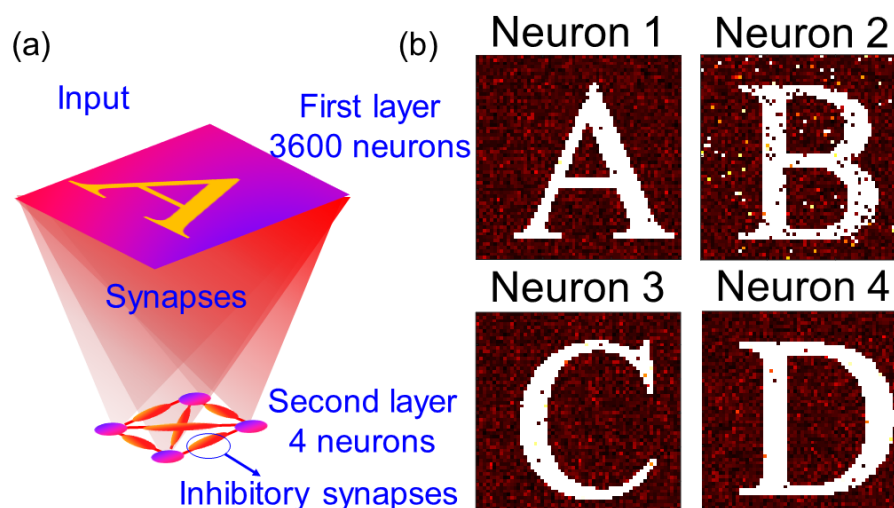 (a)
Input
First layer
3600 neurons
A
Synapses
Second layer
4 neurons
Inhibitory synapses
(b)
Neuron 1
Neuron 2
A
B
Neuron 3
Neuron 4
C
D